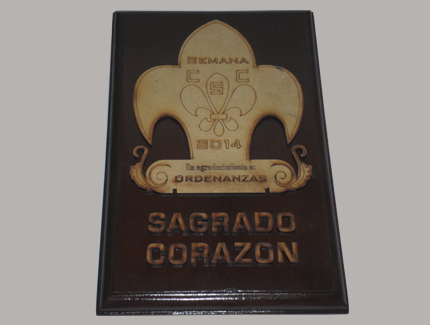 SEMANA
C S C
2014
En agradecimiento a:
ORDENANZAS
SAGRADO
CORAZON